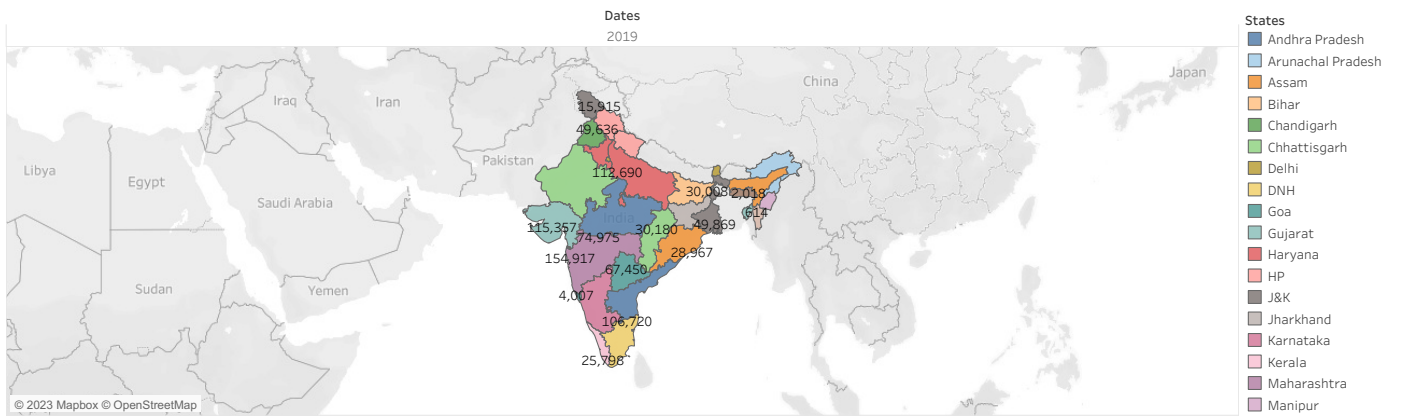 Dates
2019
States
Andhra Pradesh
Arunachal Pradesh
Assam
Bihar
Chandigarh
Chhattisgarh
Delhi
DNH
Goa
Gujarat
Haryana
HP
J&K
Jharkhand
Karnataka
Kerala
Maharashtra
Manipur
China
Japan
Iraq
Iran
Pakistan
Libya
Egypt
Saudi Arabia
Sudan
Yemen
India
15,915
49,636
112,690
30,008
2,018
614
115,357
74,975
30,180
49,869
154,917
67,450
28,967
4,007
106,720
25,798
© 2023 Mapbox © OpenStreetMap